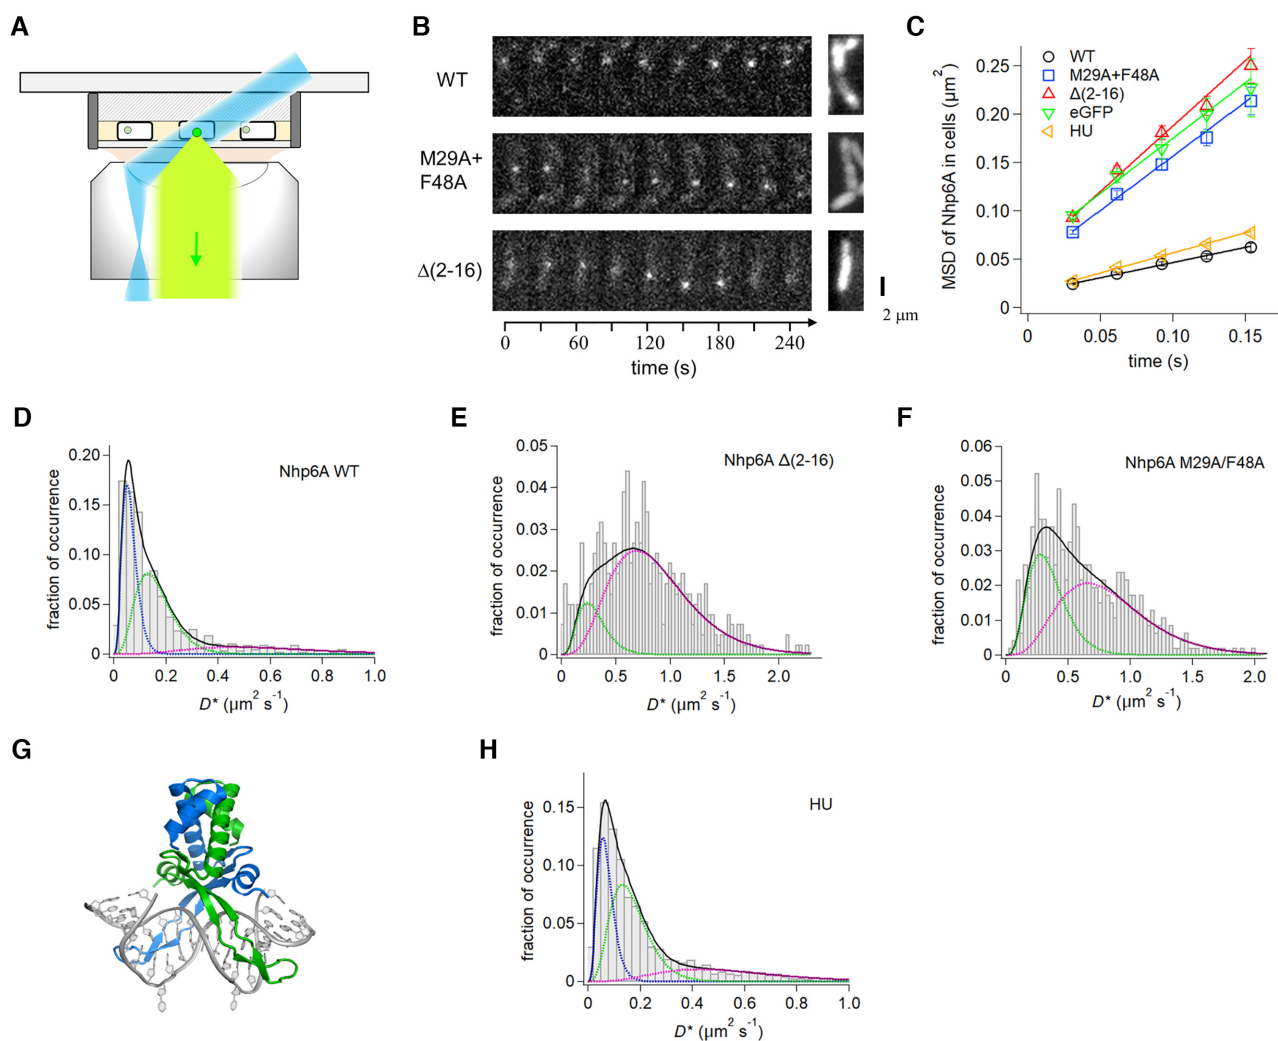 A
B
WT
M29A+
F48A
Δ(2-16)
0 60 120 180 240
time (s)
2 μm
C
WT
M29A+F48A
Δ(2-16)
eGFP
HU
MSD of Nhp6A in cells (μm²)
0.25
0.20
0.15
0.10
0.05
0
0.00 0.05 0.10 0.15
time (s)
D
Nhp6A WT
fraction of occurrence
0.20
0.15
0.10
0.05
0
0.0 0.2 0.4 0.6 0.8 1.0
D* (μm² s⁻¹)
E
Nhp6A Δ(2-16)
fraction of occurrence
0.05
0.04
0.03
0.02
0.01
0
0.0 0.5 1.0 1.5 2.0
D* (μm² s⁻¹)
F
Nhp6A M29A/F48A
fraction of occurrence
0.06
0.05
0.04
0.03
0.02
0.01
0
0.0 0.5 1.0 1.5 2.0
D* (μm² s⁻¹)
G
H
HU
fraction of occurrence
0.15
0.10
0.05
0
0.0 0.2 0.4 0.6 0.8 1.0
D* (μm² s⁻¹)